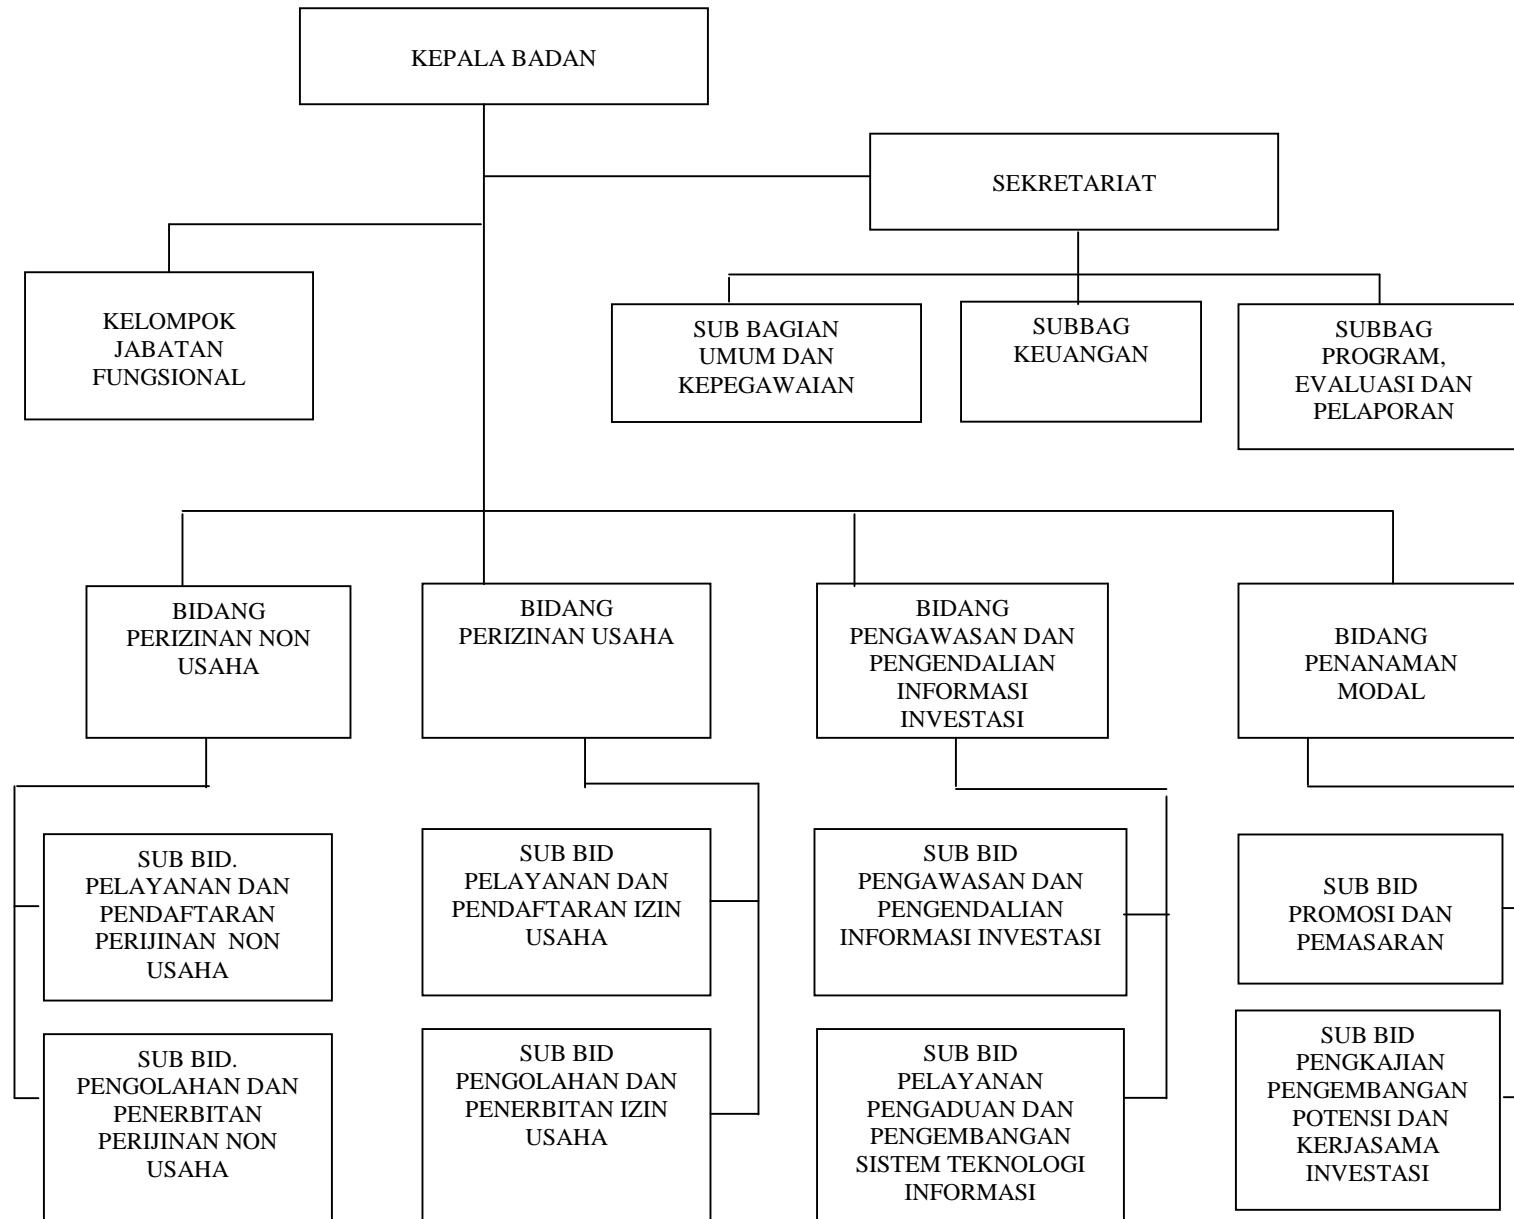 KEPALA BADAN
SEKRETARIAT
KELOMPOK
JABATAN
FUNGSIONAL
SUB BAGIAN
UMUM DAN
KEPEGAWAIAN
SUBBAG
KEUANGAN
SUBBAG
PROGRAM,
EVALUASI DAN
PELAPORAN
BIDANG
PERIZINAN NON
USAHA
BIDANG
PERIZINAN USAHA
BIDANG
PENGAWASAN DAN
PENGENDALIAN
INFORMASI
INVESTASI
BIDANG
PENANAMAN
MODAL
SUB BID.
PELAYANAN DAN
PENDAFTARAN
PERIJINAN  NON
USAHA
SUB BID
PELAYANAN DAN
PENDAFTARAN IZIN
USAHA
SUB BID
PENGAWASAN DAN
PENGENDALIAN
INFORMASI INVESTASI
SUB BID
PROMOSI DAN
PEMASARAN
SUB BID.
PENGOLAHAN DAN
PENERBITAN
PERIJINAN NON
USAHA
SUB BID
PENGOLAHAN DAN
PENERBITAN IZIN
USAHA
SUB BID
PELAYANAN
PENGADUAN DAN
PENGEMBANGAN
SISTEM TEKNOLOGI
INFORMASI
SUB BID
PENGKAJIAN
PENGEMBANGAN
POTENSI DAN
KERJASAMA
INVESTASI